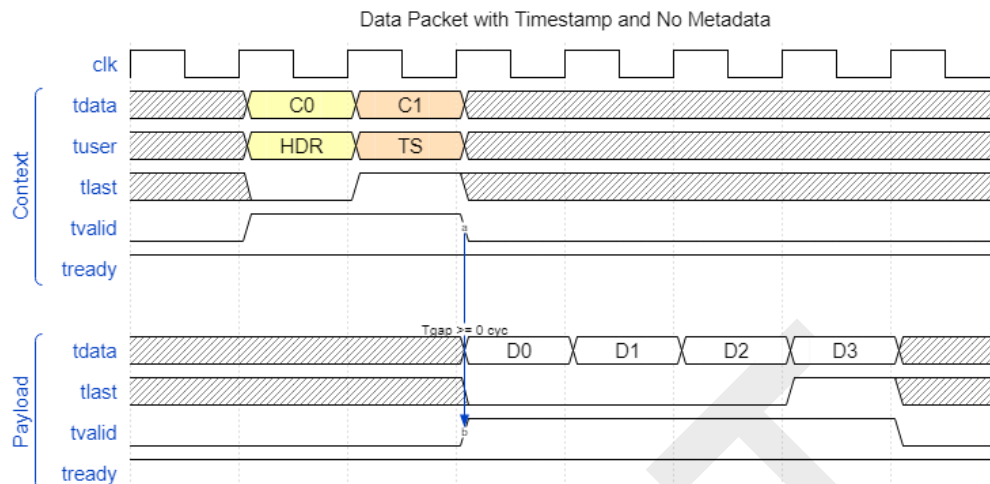 Data Packet with Timestamp and No Metadata
clk
Context
tdata C0 C1
tuser HDR TS
tlast
tvalid a
tready
Tgap >= 0 cyc
Payload
tdata D0 D1 D2 D3
tlast
tvalid b
tready